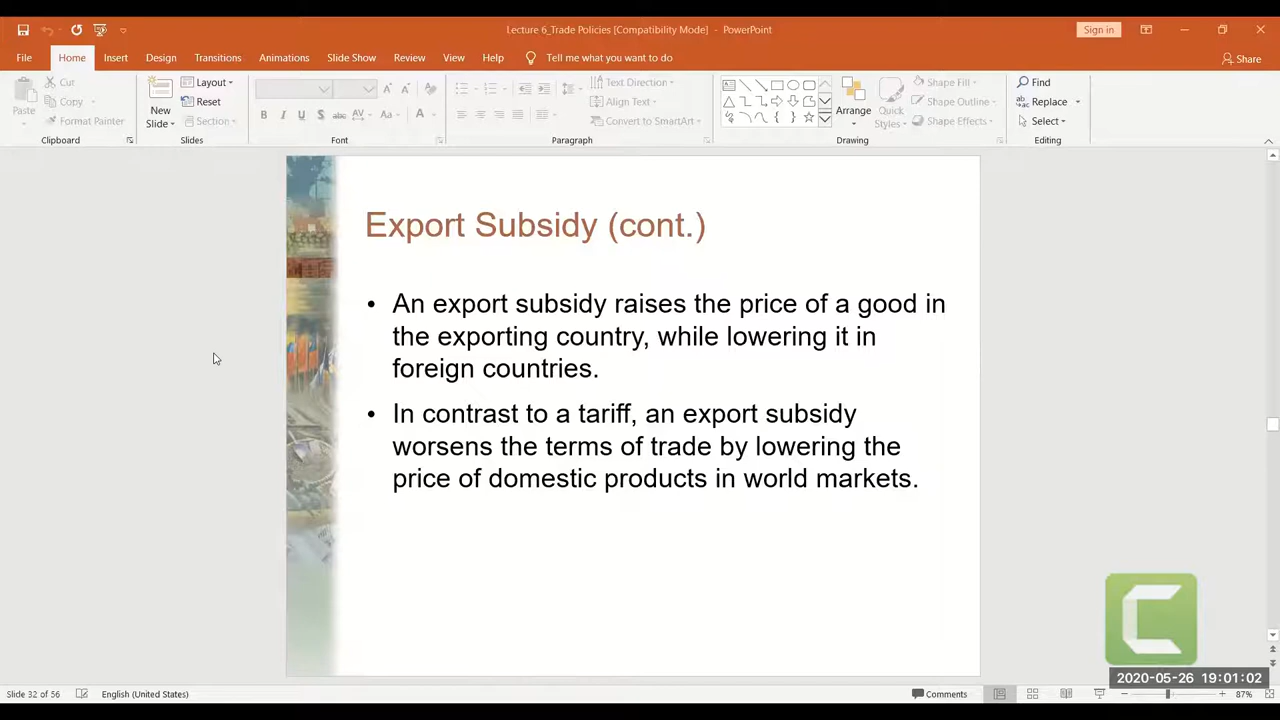 Lecture 6_Trade Policies [Compatibility Mode] - PowerPoint
Sign in
File Home Insert Design Transitions Animations Slide Show Review View Help Tell me what you want to do Share
Paste
Cut
Copy
Format Painter
Clipboard
New Slide
Layout
Reset
Section
Slides
B I U S abc AV Aa A
Font
Text Direction
Align Text
Convert to SmartArt
Paragraph
Arrange
Quick Styles
Shape Fill
Shape Outline
Shape Effects
Drawing
Find
Replace
Select
Editing
Export Subsidy (cont.)
• An export subsidy raises the price of a good in
the exporting country, while lowering it in
foreign countries.
• In contrast to a tariff, an export subsidy
worsens the terms of trade by lowering the
price of domestic products in world markets.
2020-05-26 19:01:02
Slide 32 of 56 English (United States) Comments 87%